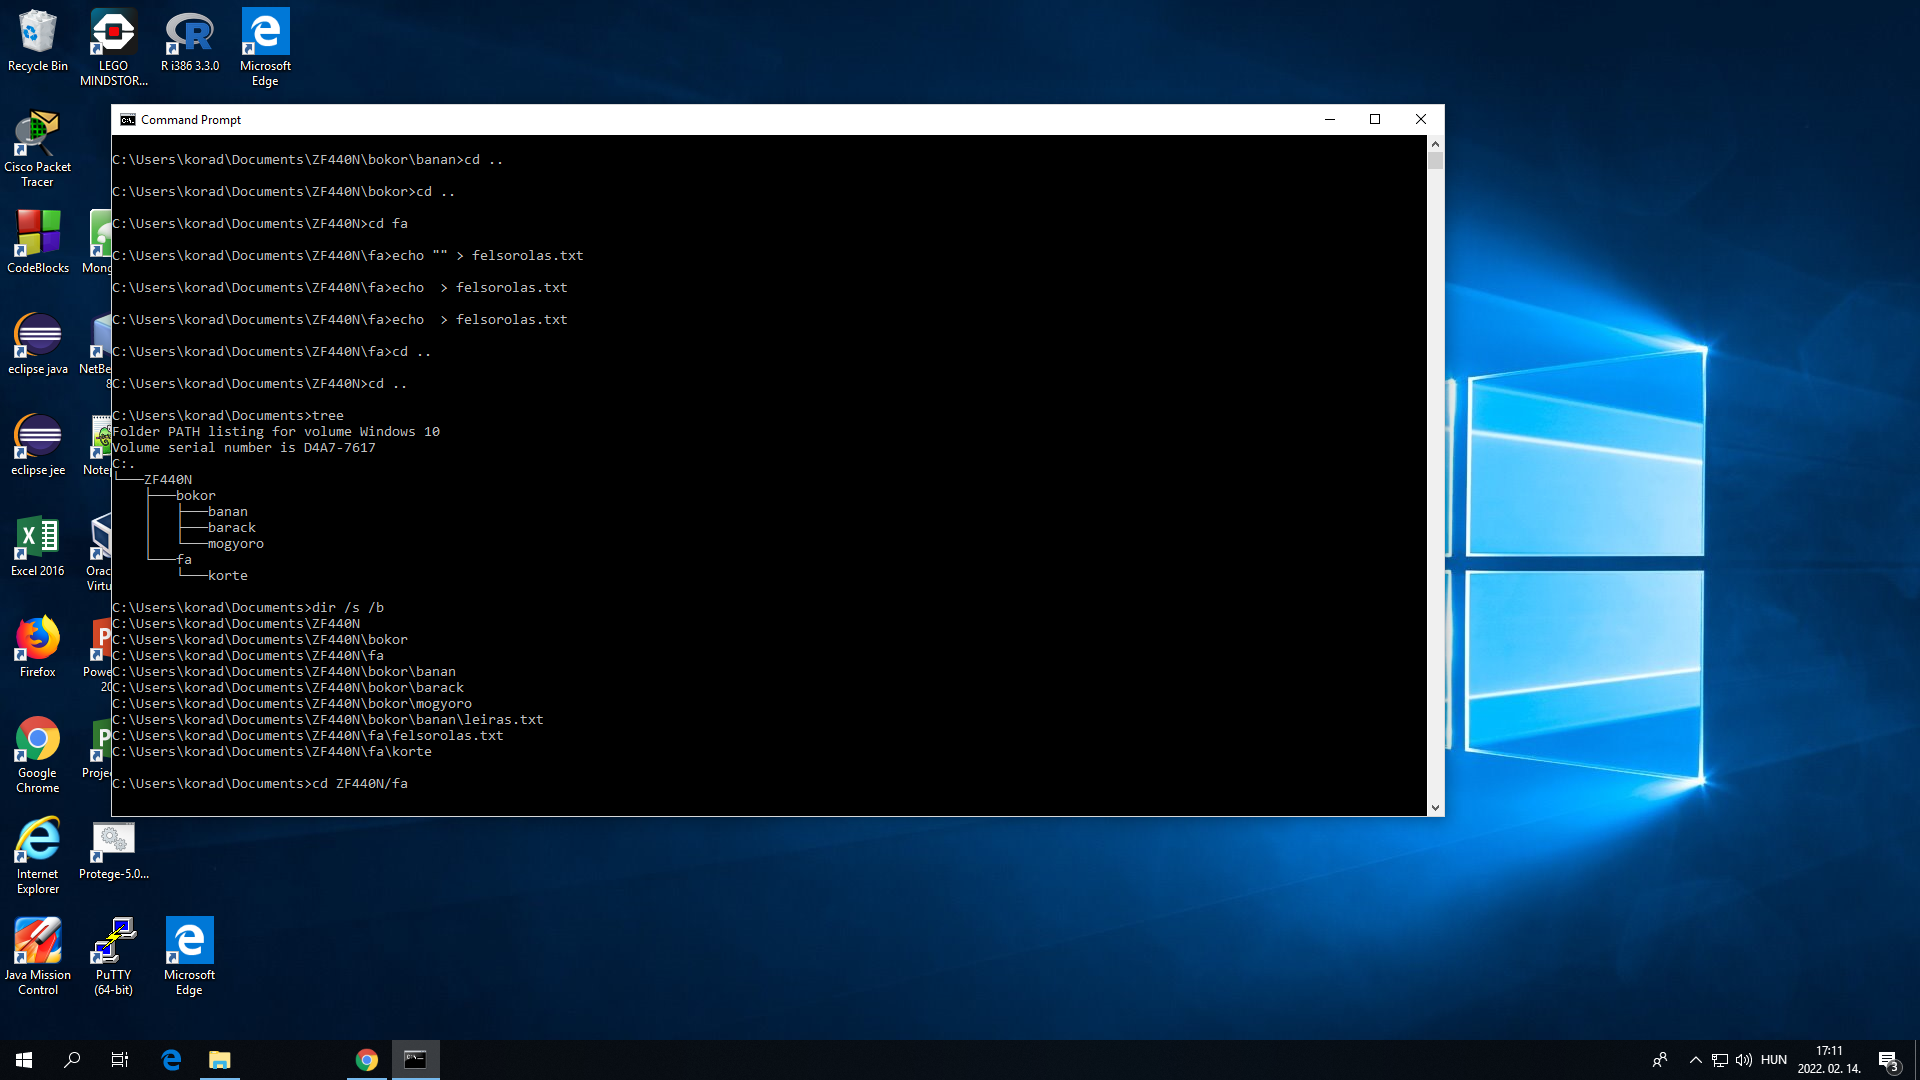 Recycle Bin
LEGO
MINDSTOR...
R i386 3.3.0
Microsoft
Edge
Cisco Packet
Tracer
CodeBlocks
Mong
eclipse java
NetBe
8
eclipse jee
Notep
Excel 2016
Orac
Virtu
Firefox
Powe
20
Google
Chrome
Projec
Internet
Explorer
Protege-5.0...
Java Mission
Control
PuTTY
(64-bit)
Microsoft
Edge
Command Prompt
C:\Users\korad\Documents\ZF440N\bokor\banan>cd ..
C:\Users\korad\Documents\ZF440N\bokor>cd ..
C:\Users\korad\Documents\ZF440N>cd fa
C:\Users\korad\Documents\ZF440N\fa>echo "" > felsorolas.txt
C:\Users\korad\Documents\ZF440N\fa>echo  > felsorolas.txt
C:\Users\korad\Documents\ZF440N\fa>echo  > felsorolas.txt
C:\Users\korad\Documents\ZF440N\fa>cd ..
C:\Users\korad\Documents\ZF440N>cd ..
C:\Users\korad\Documents>tree
Folder PATH listing for volume Windows 10
Volume serial number is D4A7-7617
C:.
└───ZF440N
    ├───bokor
    │   ├───banan
    │   ├───barack
    │   └───mogyoro
    └───fa
        └───korte
C:\Users\korad\Documents>dir /s /b
C:\Users\korad\Documents\ZF440N
C:\Users\korad\Documents\ZF440N\bokor
C:\Users\korad\Documents\ZF440N\fa
C:\Users\korad\Documents\ZF440N\bokor\banan
C:\Users\korad\Documents\ZF440N\bokor\barack
C:\Users\korad\Documents\ZF440N\bokor\mogyoro
C:\Users\korad\Documents\ZF440N\bokor\banan\leiras.txt
C:\Users\korad\Documents\ZF440N\fa\felsorolas.txt
C:\Users\korad\Documents\ZF440N\fa\korte
C:\Users\korad\Documents>cd ZF440N/fa
HUN
17:11
2022. 02. 14.
3